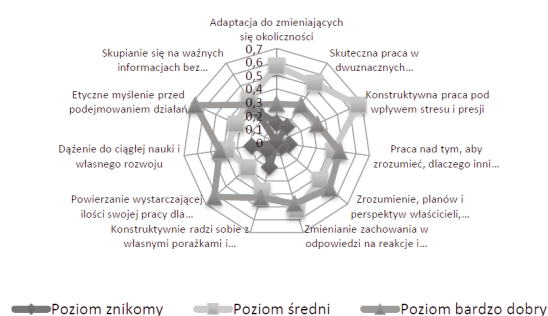 Adaptacja do zmieniających
się okoliczności
Skuteczna praca w
dwuznacznych...
Konstruktywna praca pod
wpływem stresu i presji
Praca nad tym, aby
zrozumieć, dlaczego inni...
Zrozumienie, planów i
perspektyw właścicieli,...
Zmienianie zachowania w
odpowiedzi na reakcje i...
Konstruktywnie radzi sobie z
własnymi porażkami i...
Powierzanie wystarczającej
ilości swojej pracy dla...
Dążenie do ciągłej nauki i
własnego rozwoju
Etyczne myślenie przed
podejmowaniem działań
Skupianie się na ważnych
informacjach bez...
0,7
0,6
0,5
0,4
0,3
0,2
0,1
0
Poziom znikomy
Poziom średni
Poziom bardzo dobry